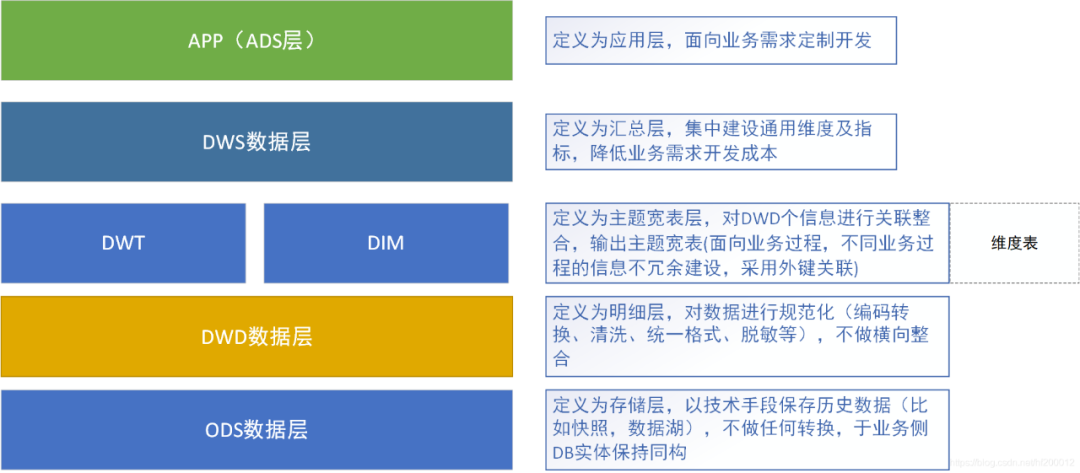 APP（ADS层）
定义为应用层，面向业务需求定制开发
DWS数据层
定义为汇总层，集中建设通用维度及指
标，降低业务需求开发成本
DWT
DIM
定义为主题宽表层，对DWD个信息进行关联整
合，输出主题宽表(面向业务过程，不同业务过
程的信息不冗余建设，采用外键关联)
维度表
DWD数据层
定义为明细层，对数据进行规范化（编码转
换、清洗、统一格式、脱敏等），不做横向整
合
ODS数据层
定义为存储层，以技术手段保存历史数据（比
如快照，数据湖），不做任何转换，于业务侧
DB实体保持同构